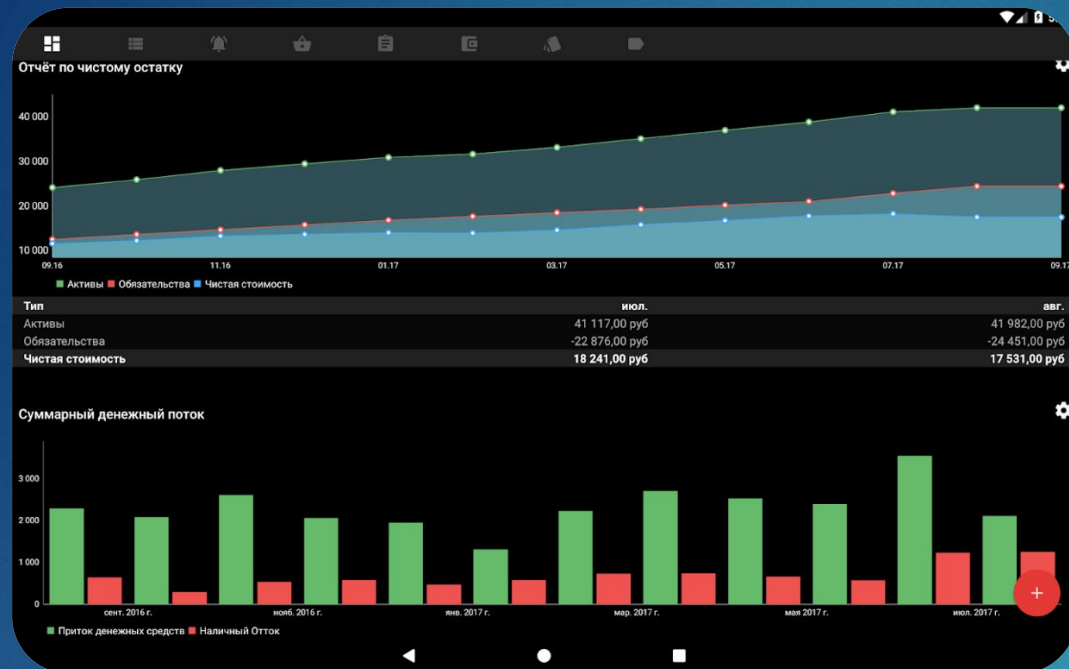 Отчёт по чистому остатку
40 000
30 000
20 000
10 000
09.16 11.16 01.17 03.17 05.17 07.17 09.17
Активы Обязательства Чистая стоимость
Тип июл. авг.
Активы 41 117,00 руб 41 982,00 руб
Обязательства -22 876,00 руб -24 451,00 руб
Чистая стоимость 18 241,00 руб 17 531,00 руб
Суммарный денежный поток
3 000
2 000
1 000
0
сент. 2016 г. нояб. 2016 г. янв. 2017 г. мар. 2017 г. мая 2017 г. июл. 2017 г.
Приток денежных средств Наличный Отток